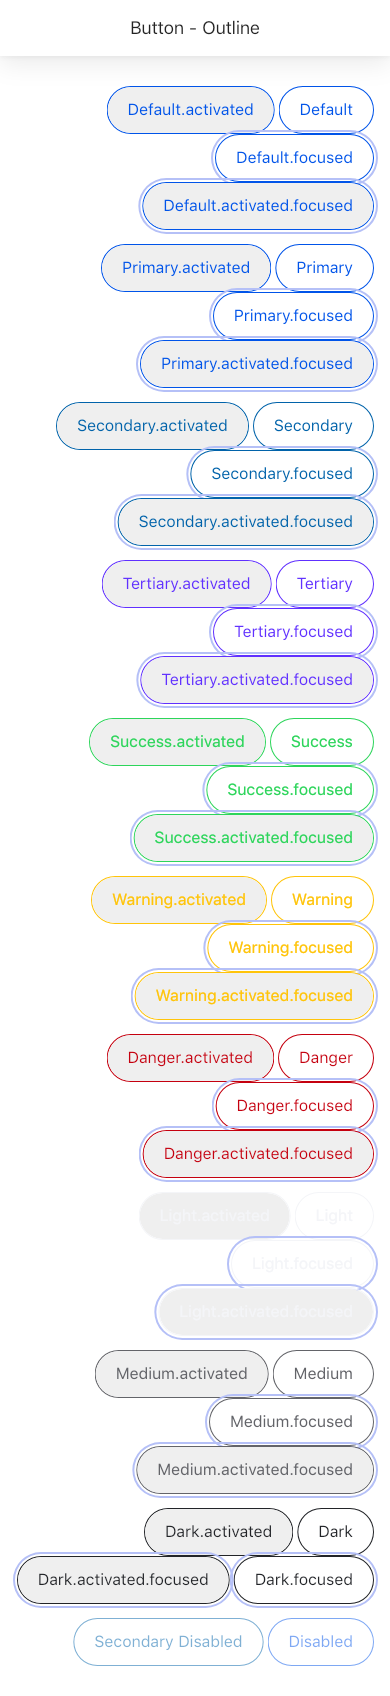 Button - Outline
Default.activated Default
Default.focused
Default.activated.focused
Primary.activated Primary
Primary.focused
Primary.activated.focused
Secondary.activated Secondary
Secondary.focused
Secondary.activated.focused
Tertiary.activated Tertiary
Tertiary.focused
Tertiary.activated.focused
Success.activated Success
Success.focused
Success.activated.focused
Warning.activated Warning
Warning.focused
Warning.activated.focused
Danger.activated Danger
Danger.focused
Danger.activated.focused
Light.activated Light
Light.focused
Light.activated.focused
Medium.activated Medium
Medium.focused
Medium.activated.focused
Dark.activated Dark
Dark.activated.focused Dark.focused
Secondary Disabled Disabled